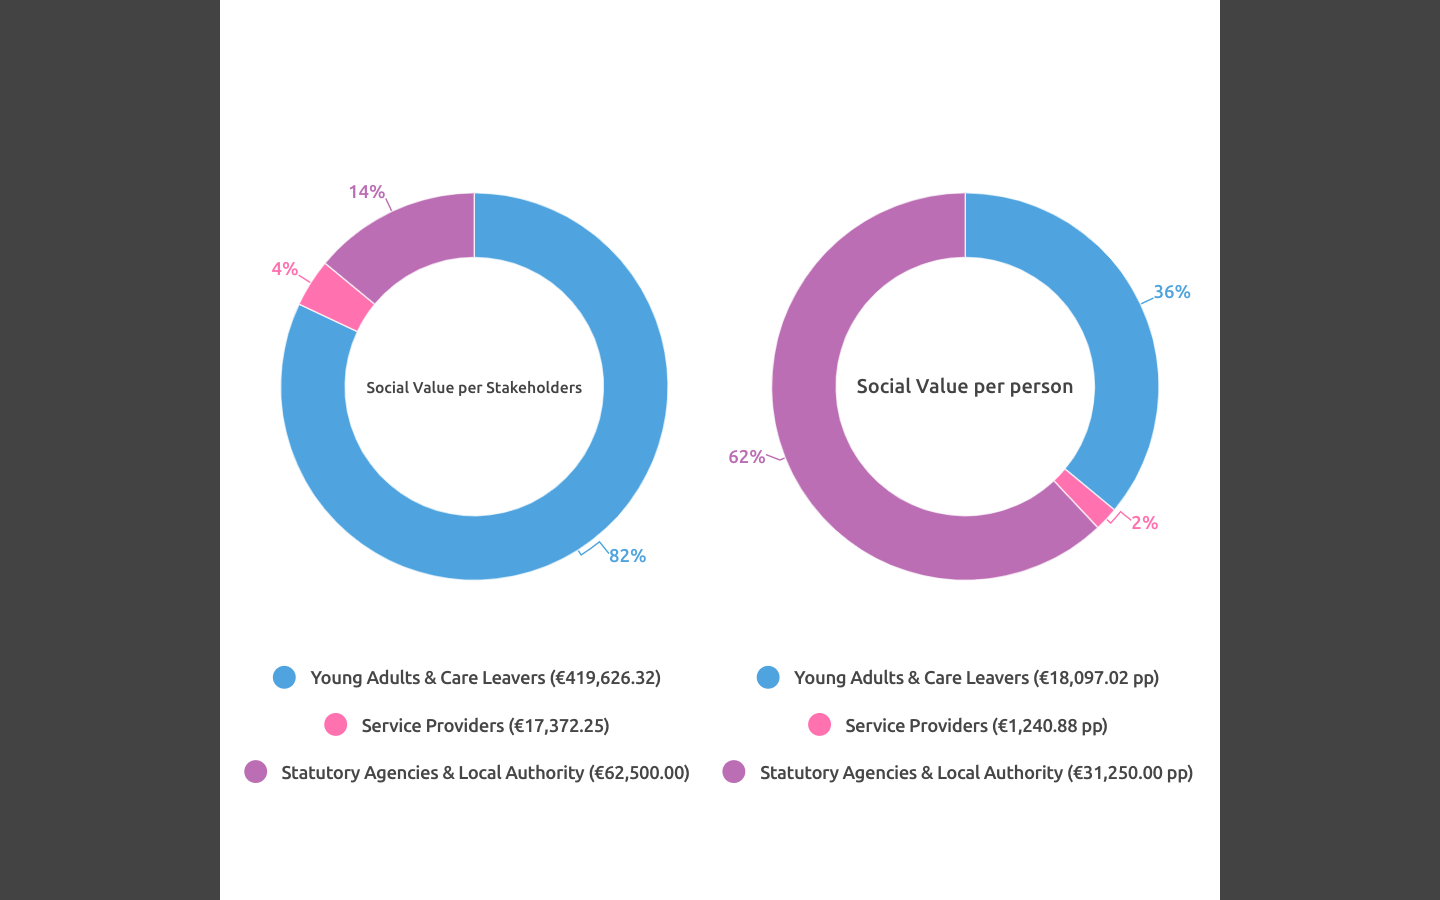 14%
4%
Social Value per Stakeholders
82%
Young Adults & Care Leavers (€419,626.32)
Service Providers (€17,372.25)
Statutory Agencies & Local Authority (€62,500.00)
36%
Social Value per person
62%
2%
Young Adults & Care Leavers (€18,097.02 pp)
Service Providers (€1,240.88 pp)
Statutory Agencies & Local Authority (€31,250.00 pp)